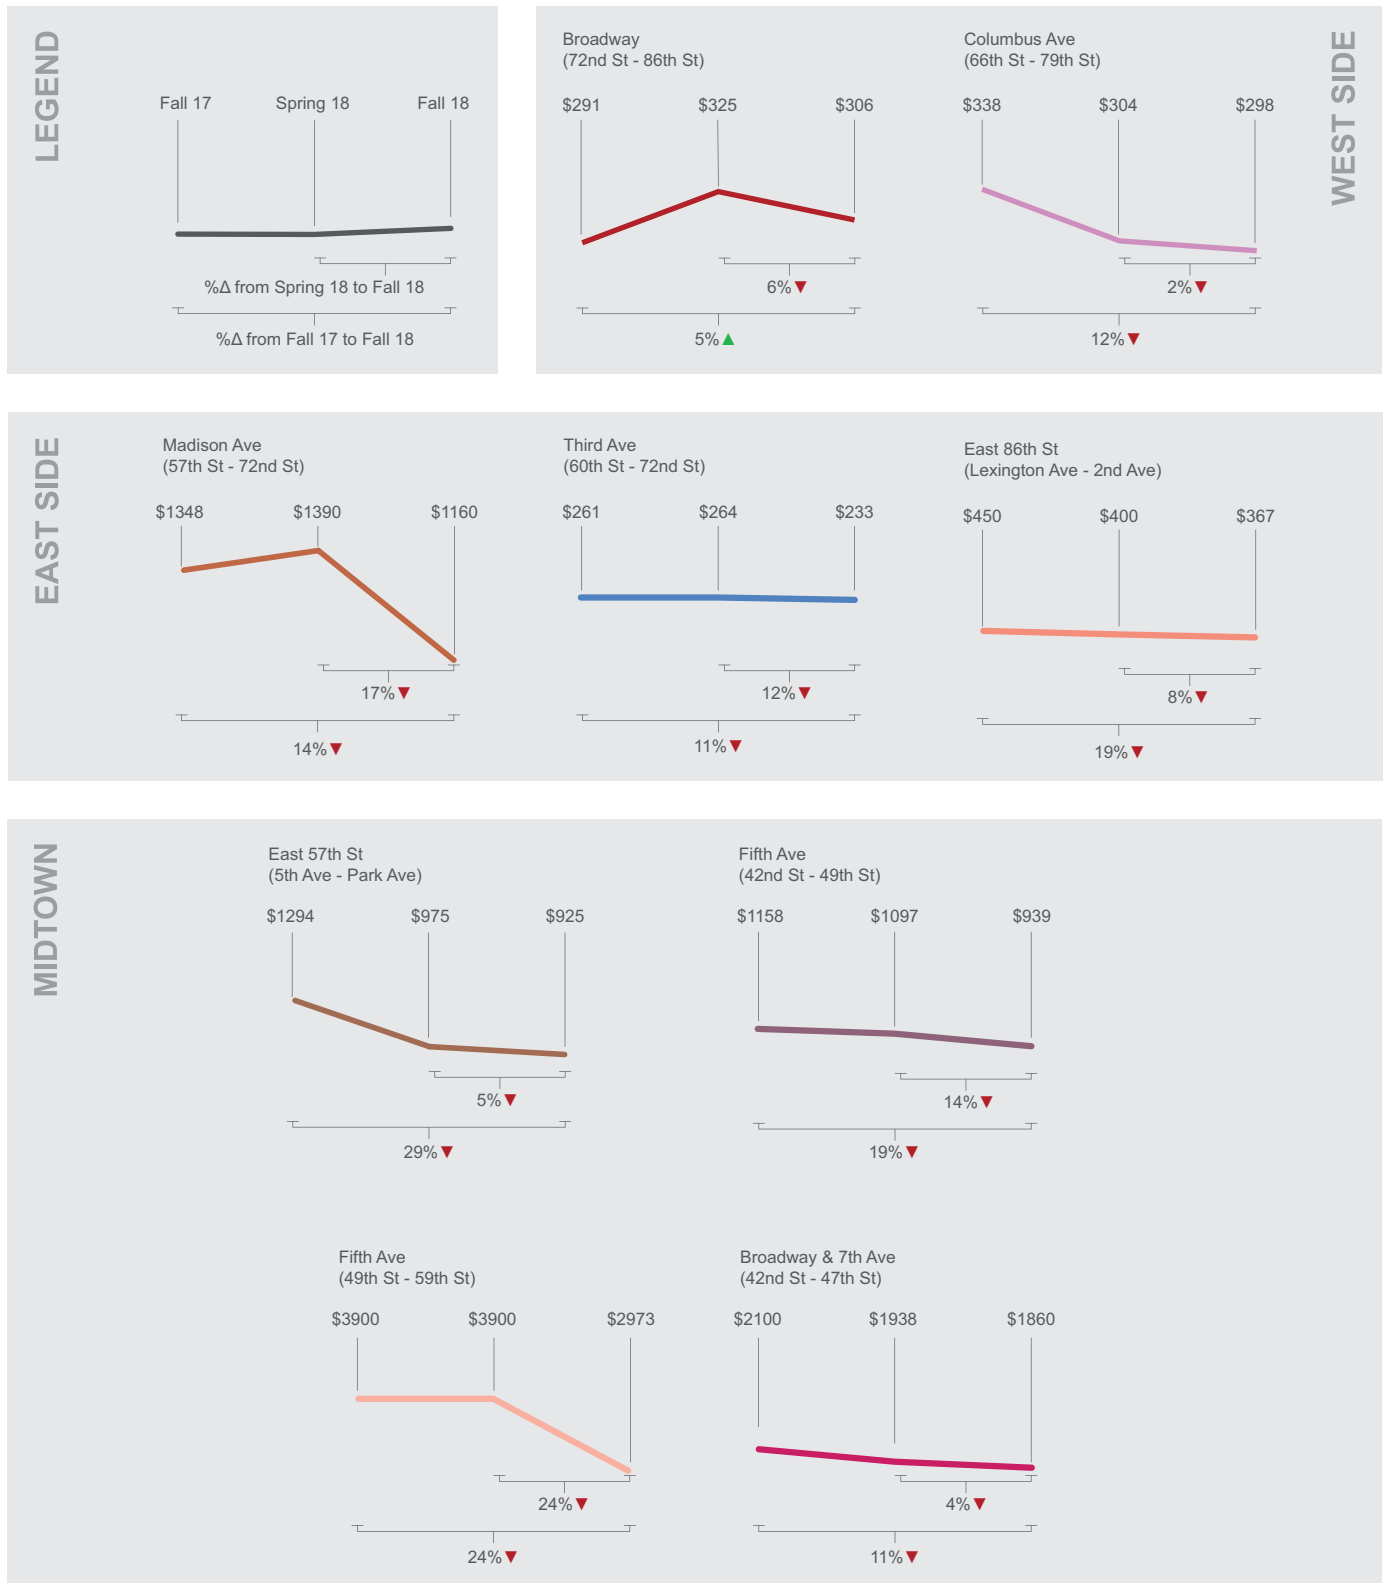 LEGEND
Fall 17 Spring 18 Fall 18
%Δ from Spring 18 to Fall 18
%Δ from Fall 17 to Fall 18
WEST SIDE
Broadway
(72nd St - 86th St)
$291 $325 $306
6%▼
5%▲
Columbus Ave
(66th St - 79th St)
$338 $304 $298
2%▼
12%▼
EAST SIDE
Madison Ave
(57th St - 72nd St)
$1348 $1390 $1160
17%▼
14%▼
Third Ave
(60th St - 72nd St)
$261 $264 $233
12%▼
11%▼
East 86th St
(Lexington Ave - 2nd Ave)
$450 $400 $367
8%▼
19%▼
MIDTOWN
East 57th St
(5th Ave - Park Ave)
$1294 $975 $925
5%▼
29%▼
Fifth Ave
(42nd St - 49th St)
$1158 $1097 $939
14%▼
19%▼
Fifth Ave
(49th St - 59th St)
$3900 $3900 $2973
24%▼
24%▼
Broadway & 7th Ave
(42nd St - 47th St)
$2100 $1938 $1860
4%▼
11%▼